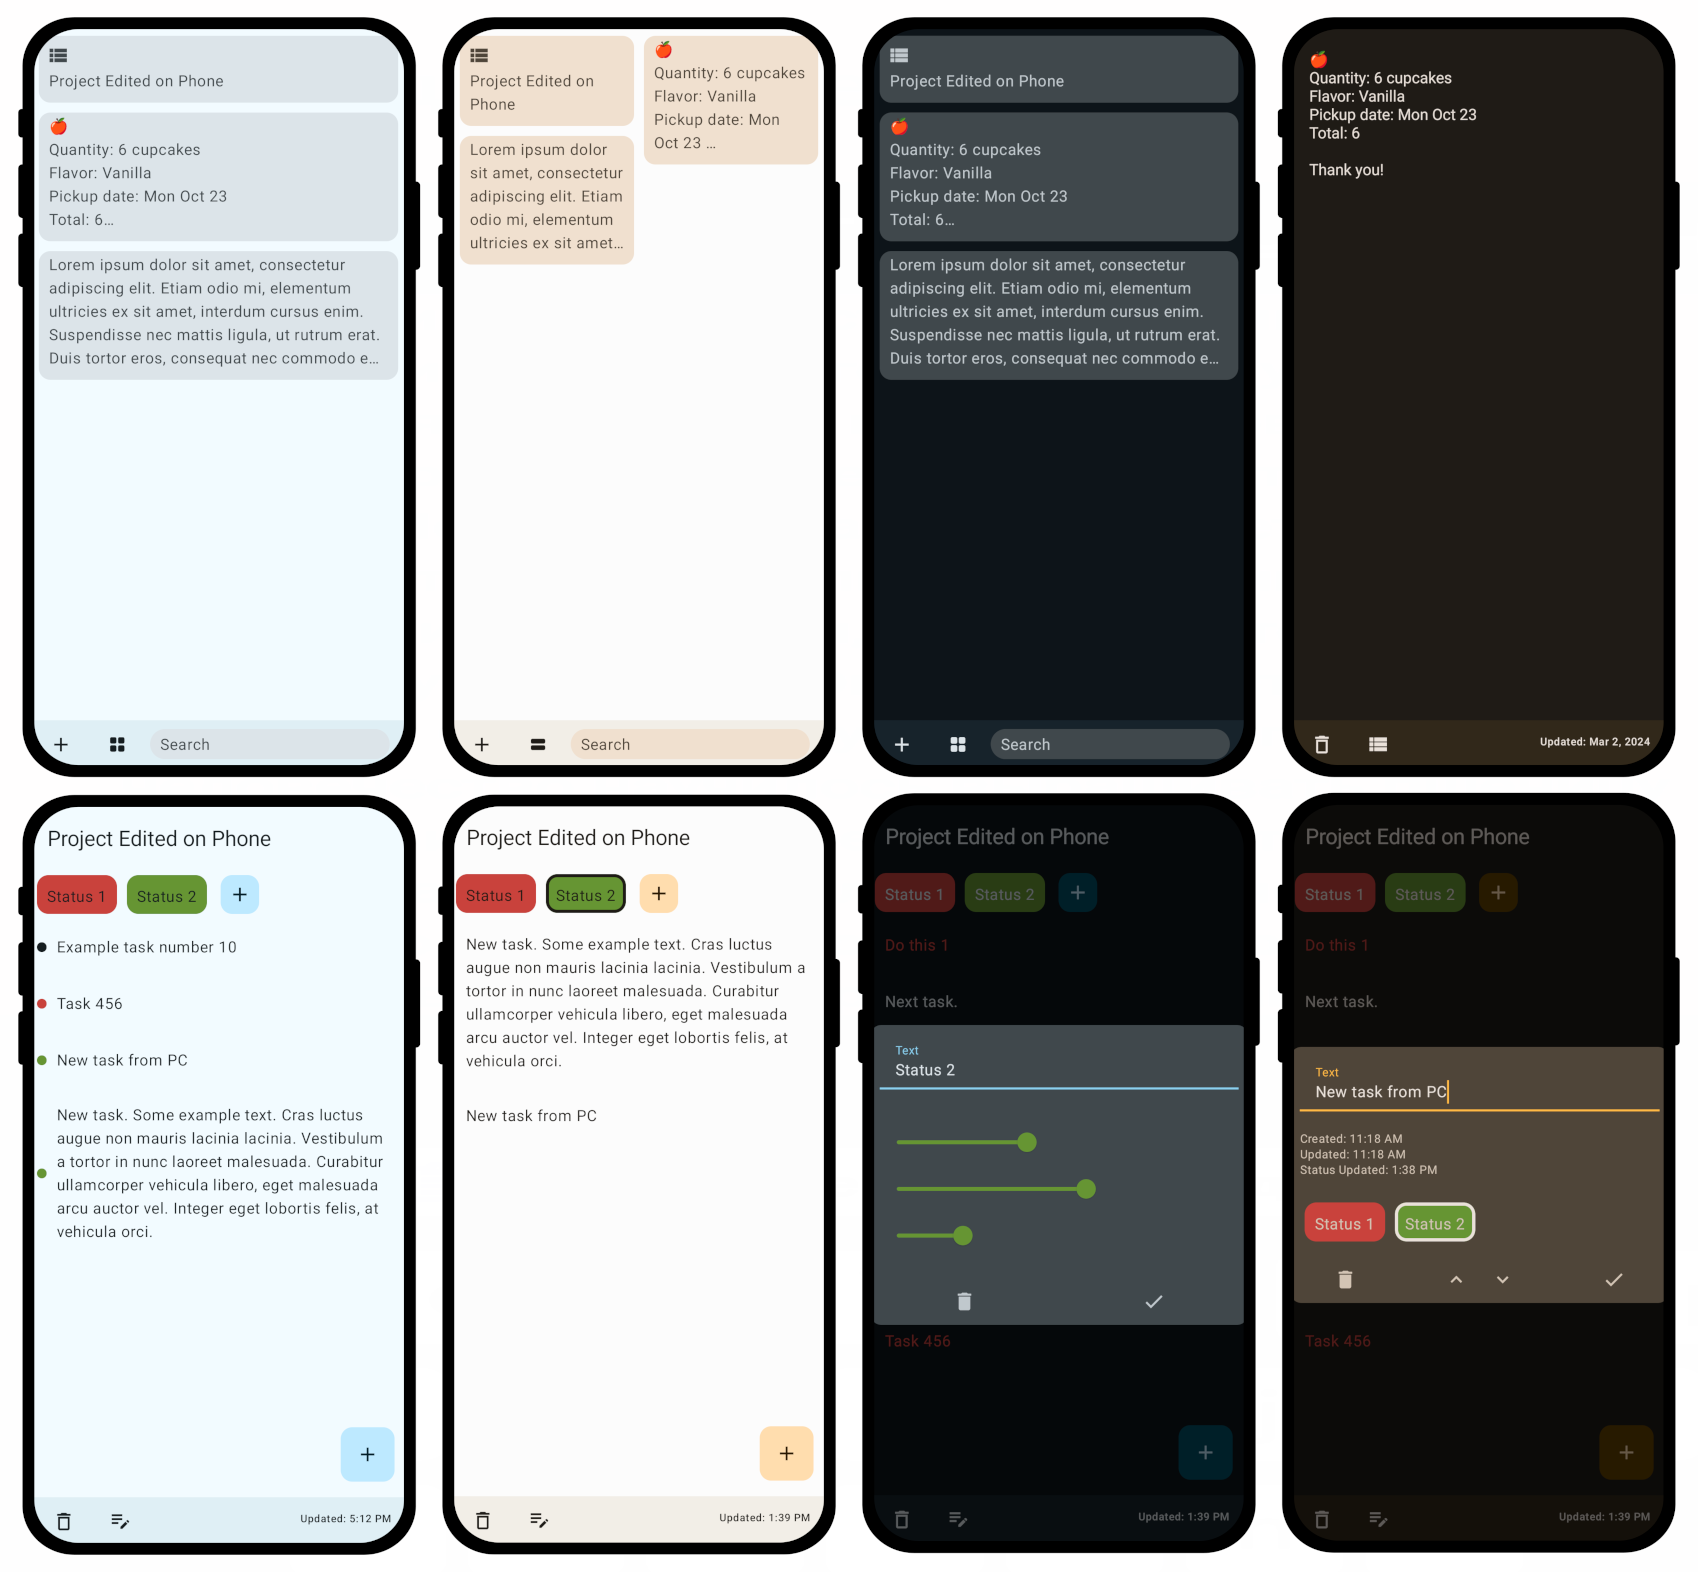 Project Edited on Phone
🍎
Quantity: 6 cupcakes
Flavor: Vanilla
Pickup date: Mon Oct 23
Total: 6…
Lorem ipsum dolor sit amet, consectetur
adipiscing elit. Etiam odio mi, elementum
ultricies ex sit amet, interdum cursus enim.
Suspendisse nec mattis ligula, ut rutrum erat.
Duis tortor eros, consequat nec commodo e…
Search
Project Edited on
Phone
Lorem ipsum dolor
sit amet, consectetur
adipiscing elit. Etiam
odio mi, elementum
ultricies ex sit amet…
🍎
Quantity: 6 cupcakes
Flavor: Vanilla
Pickup date: Mon
Oct 23 …
Search
Project Edited on Phone
🍎
Quantity: 6 cupcakes
Flavor: Vanilla
Pickup date: Mon Oct 23
Total: 6…
Lorem ipsum dolor sit amet, consectetur
adipiscing elit. Etiam odio mi, elementum
ultricies ex sit amet, interdum cursus enim.
Suspendisse nec mattis ligula, ut rutrum erat.
Duis tortor eros, consequat nec commodo e…
Search
🍎
Quantity: 6 cupcakes
Flavor: Vanilla
Pickup date: Mon Oct 23
Total: 6
Thank you!
Updated: Mar 2, 2024
Project Edited on Phone
Status 1 Status 2 +
Example task number 10
Task 456
New task from PC
New task. Some example text. Cras luctus
augue non mauris lacinia lacinia. Vestibulum
a tortor in nunc laoreet malesuada. Curabitur
ullamcorper vehicula libero, eget malesuada
arcu auctor vel. Integer eget lobortis felis, at
vehicula orci.
+
Updated: 5:12 PM
Project Edited on Phone
Status 1 Status 2 +
New task. Some example text. Cras luctus
augue non mauris lacinia lacinia. Vestibulum a
tortor in nunc laoreet malesuada. Curabitur
ullamcorper vehicula libero, eget malesuada
arcu auctor vel. Integer eget lobortis felis, at
vehicula orci.
New task from PC
+
Updated: 1:39 PM
Project Edited on Phone
Status 1 Status 2 +
Do this 1
Next task.
Text
Status 2
Task 456
+
Updated: 1:39 PM
Project Edited on Phone
Status 1 Status 2 +
Do this 1
Next task.
Text
New task from PC
Created: 11:18 AM
Updated: 11:18 AM
Status Updated: 1:38 PM
Status 1 Status 2
Task 456
+
Updated: 1:39 PM